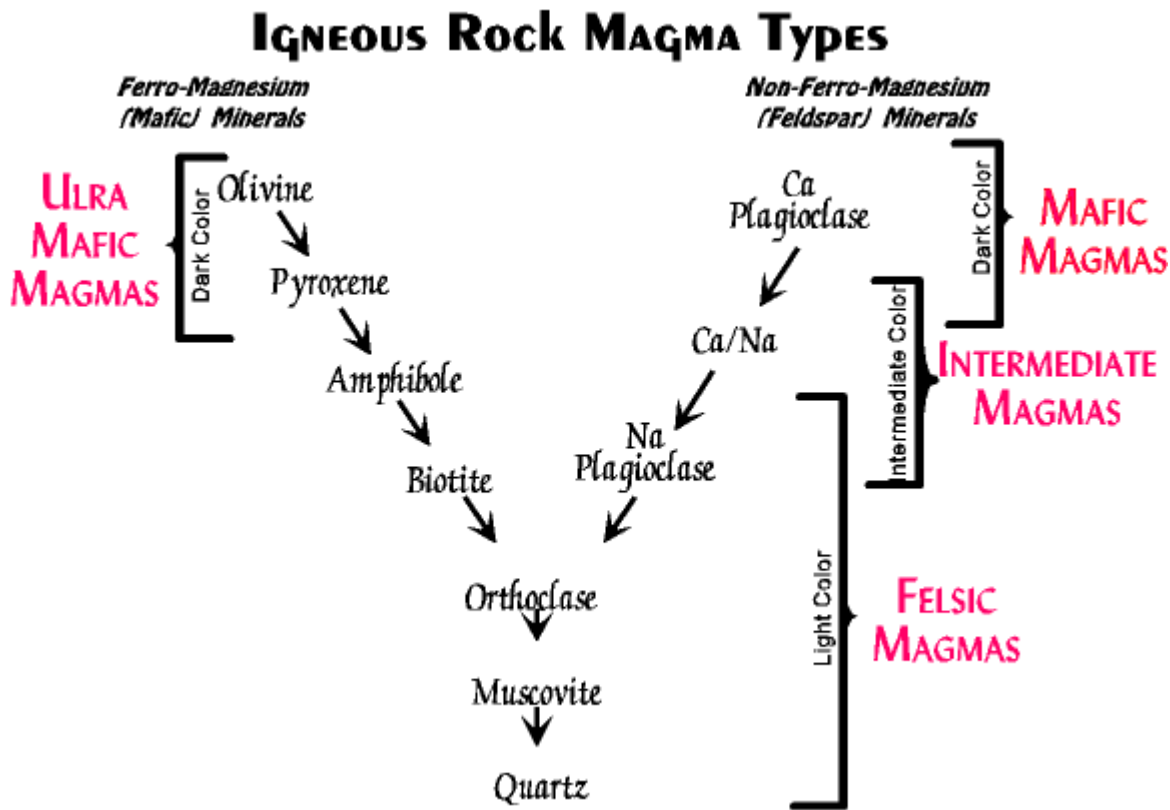 Igneous Rock Magma Types
Ferro-Magnesium
(Mafic) Minerals
Non-Ferro-Magnesium
(Feldspar) Minerals
Ulra
Mafic
Magmas
Dark Color
Olivine
Pyroxene
Amphibole
Biotite
Ca
Plagioclase
Ca/Na
Na
Plagioclase
Orthoclase
Muscovite
Quartz
Dark Color
Mafic
Magmas
Intermediate Color
Intermediate
Magmas
Light Color
Felsic
Magmas